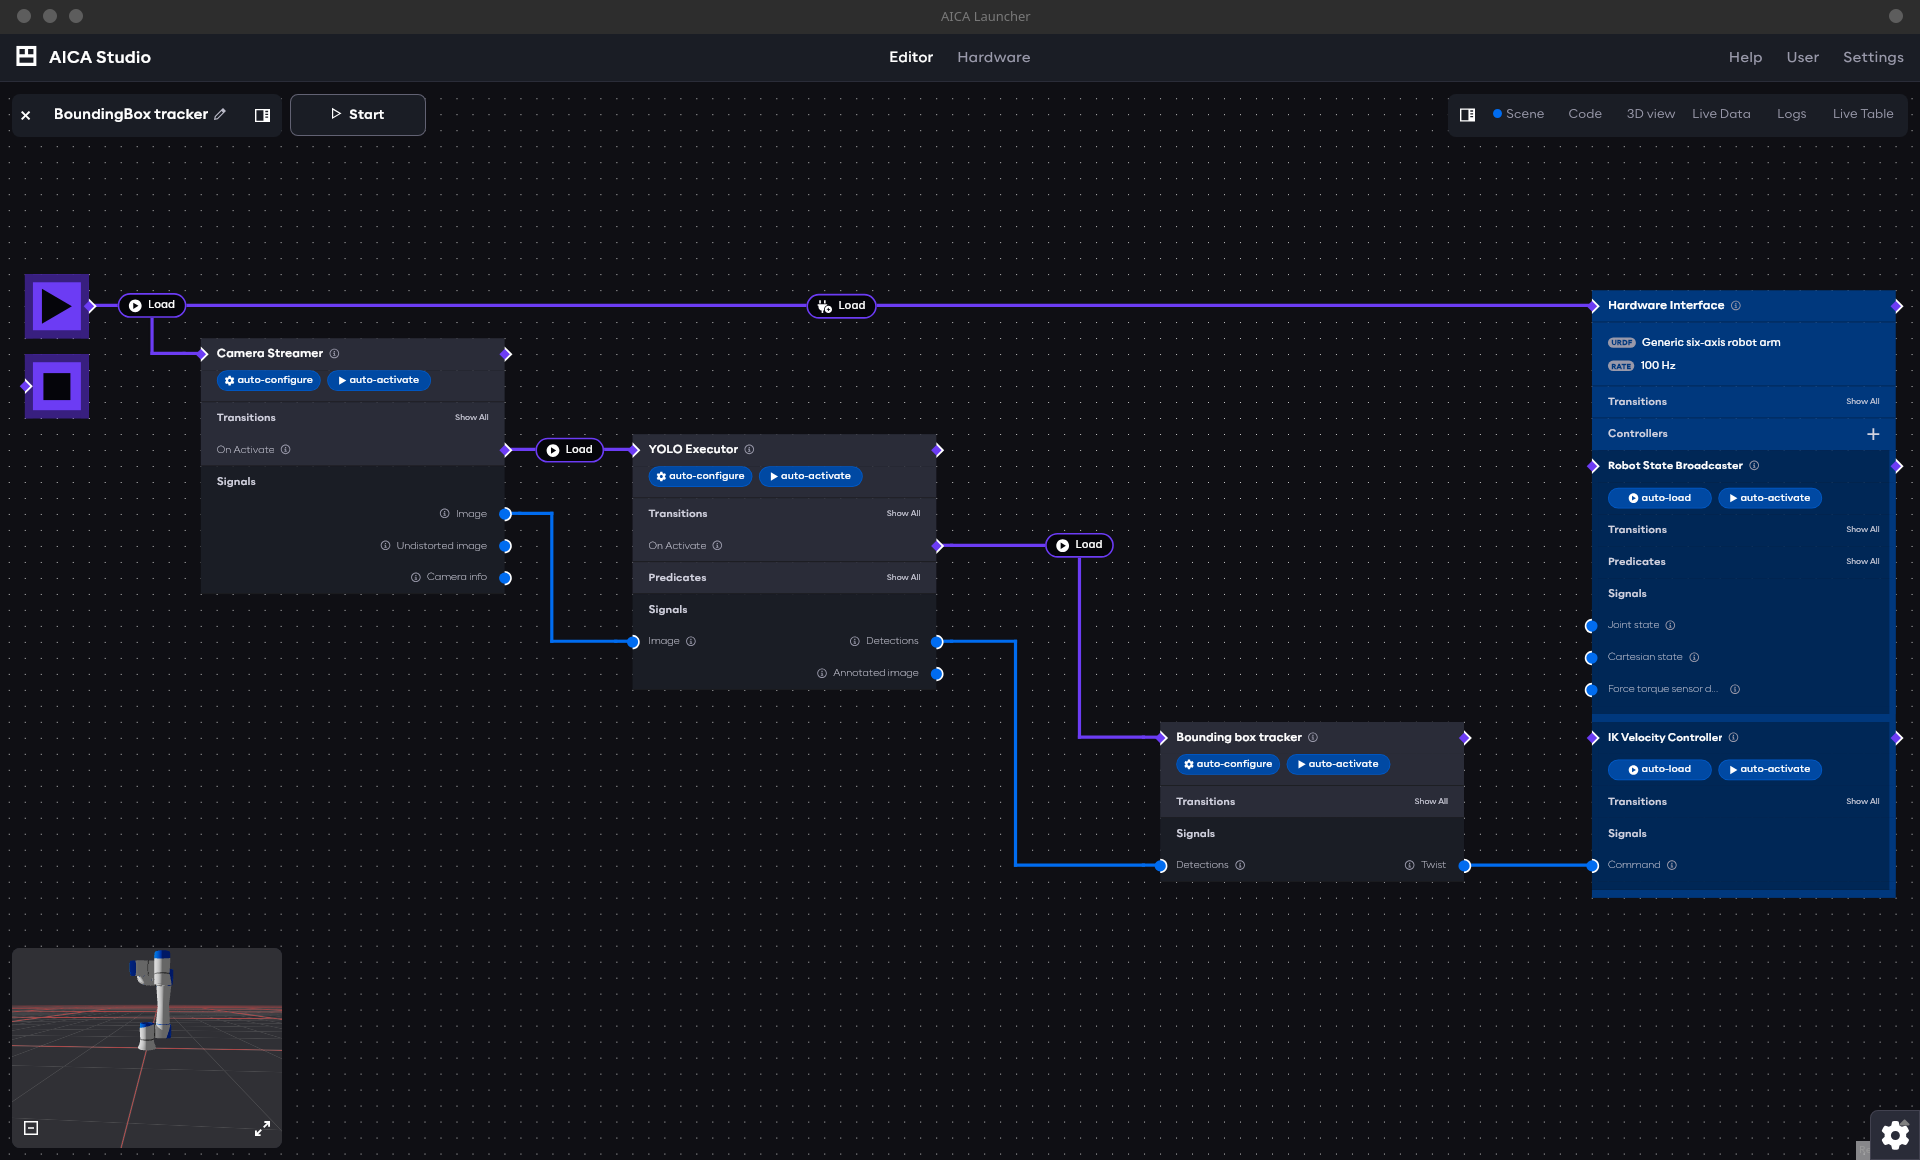 AICA Launcher
AICA Studio
Editor
Hardware
Help
User
Settings
BoundingBox tracker
Start
Scene
Code
3D view
Live Data
Logs
Live Table
Load
Load
Camera Streamer
auto-configure
auto-activate
Transitions
Show All
On Activate
Signals
Image
Undistorted image
Camera info
Load
YOLO Executor
auto-configure
auto-activate
Transitions
Show All
On Activate
Predicates
Show All
Signals
Image
Detections
Annotated image
Load
Bounding box tracker
auto-configure
auto-activate
Transitions
Show All
Signals
Detections
Twist
Hardware Interface
URDF Generic six-axis robot arm
RATE 100 Hz
Transitions
Show All
Controllers
Robot State Broadcaster
auto-load
auto-activate
Transitions
Show All
Predicates
Show All
Signals
Joint state
Cartesian state
Force torque sensor d...
IK Velocity Controller
auto-load
auto-activate
Transitions
Show All
Signals
Command